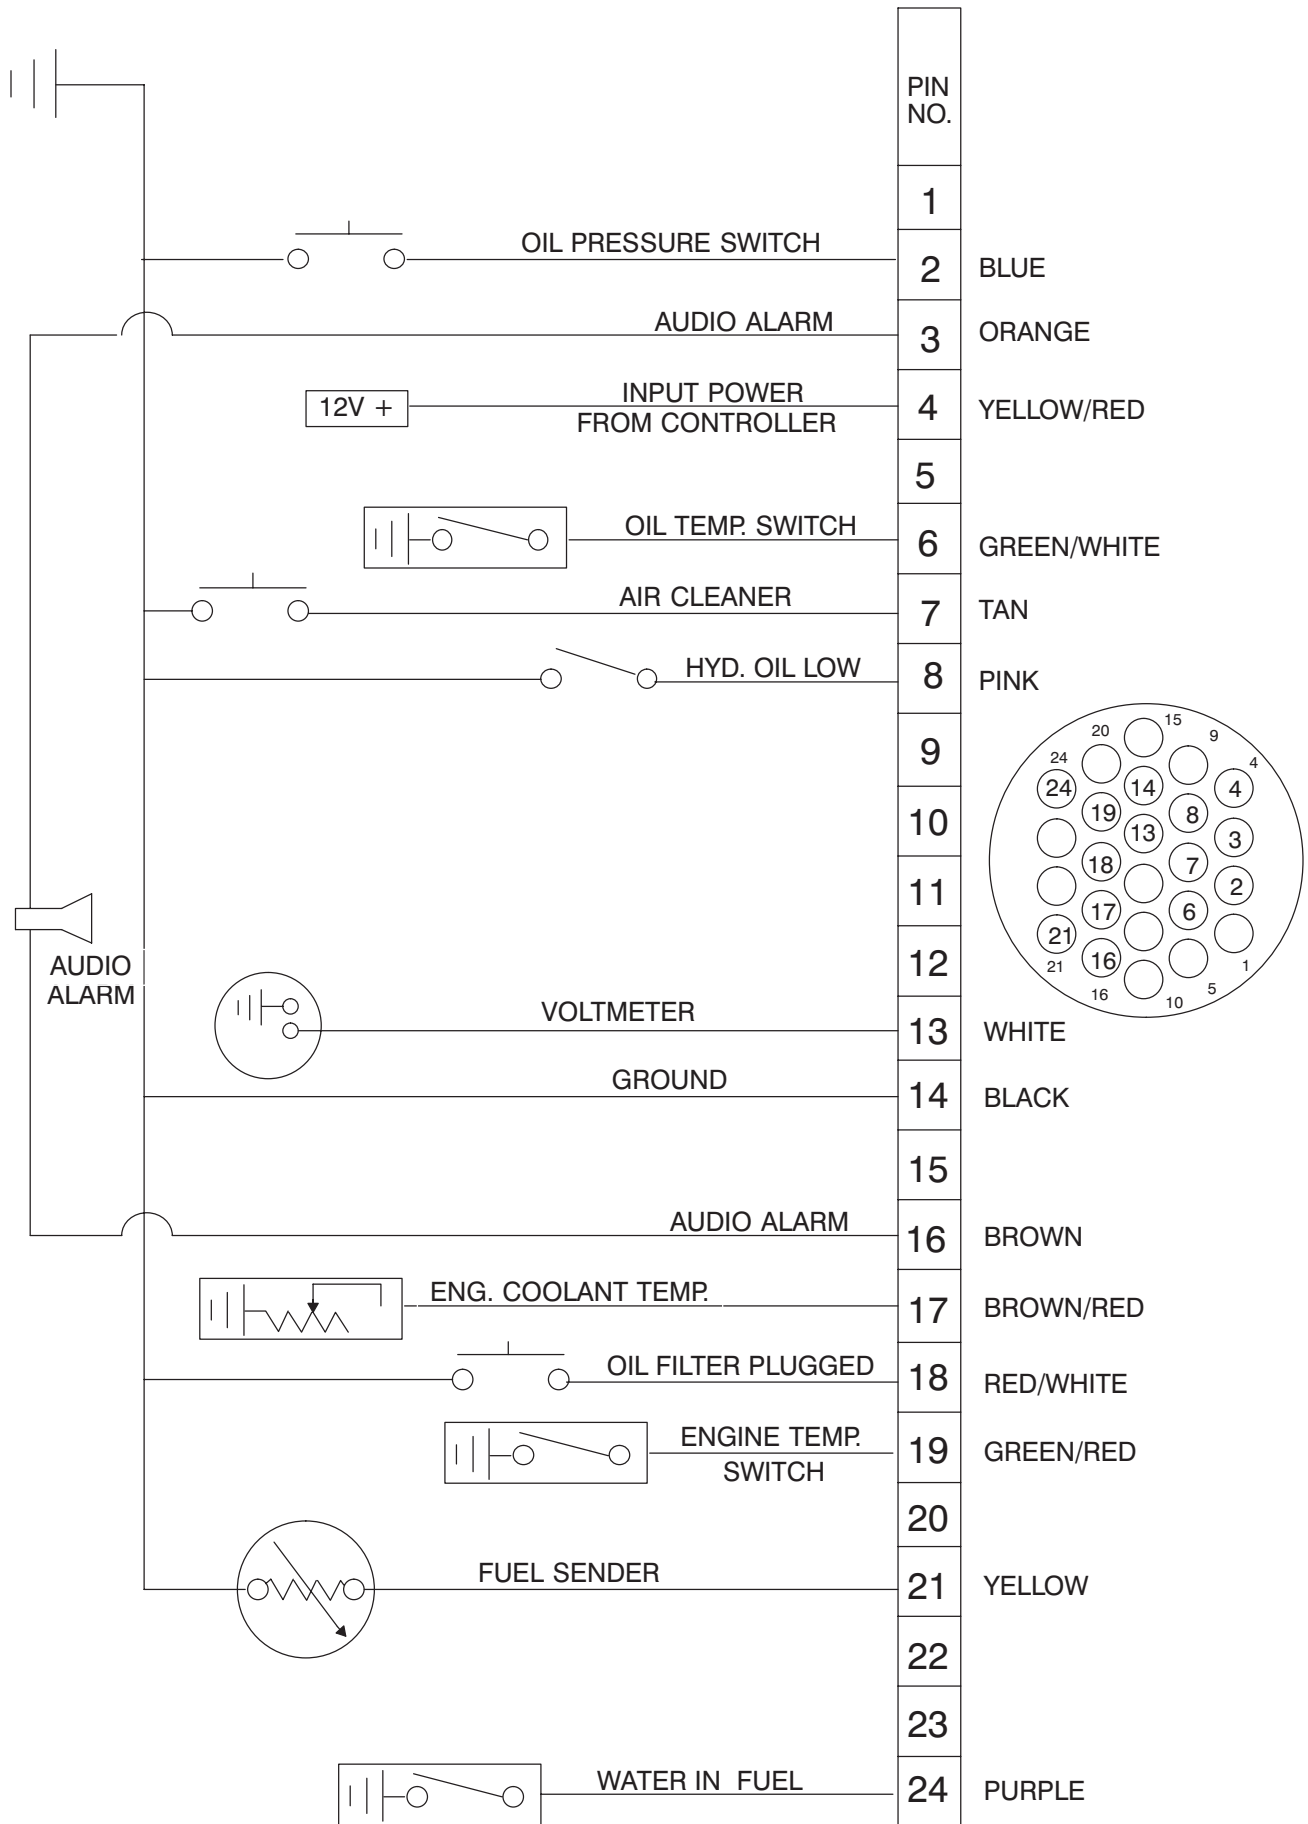 PIN
NO.
1
OIL PRESSURE SWITCH
2
BLUE
AUDIO ALARM
3
ORANGE
12V +
INPUT POWER
FROM CONTROLLER
4
YELLOW/RED
5
OIL TEMP. SWITCH
6
GREEN/WHITE
AIR CLEANER
7
TAN
HYD. OIL LOW
8
PINK
9
10
11
12
AUDIO
ALARM
VOLTMETER
13
WHITE
GROUND
14
BLACK
15
AUDIO ALARM
16
BROWN
ENG. COOLANT TEMP.
17
BROWN/RED
OIL FILTER PLUGGED
18
RED/WHITE
ENGINE TEMP.
SWITCH
19
GREEN/RED
20
FUEL SENDER
21
YELLOW
22
23
WATER IN FUEL
24
PURPLE
15
20
9
24
4
24
14
4
19
8
13
3
18
7
2
17
6
21
16
21
1
16
10
5